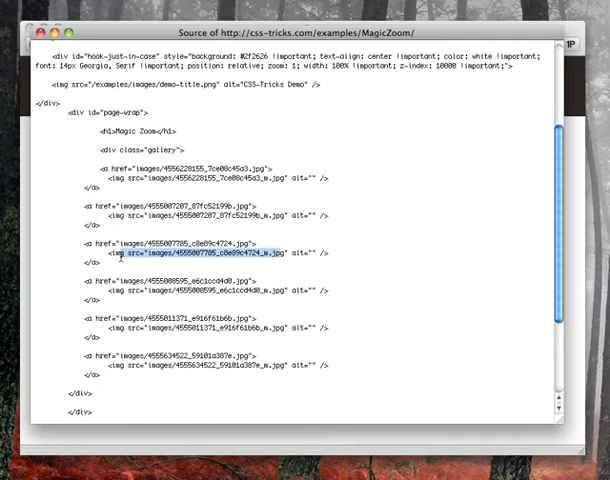 Source of http://css-tricks.com/examples/MagicZoom/
1P
<div id="hook-just-in-case" style="background: #2f2626 !important; text-align: center !important; color: white !important;
font: 14px Georgia, Serif !important; position: relative; zoom: 1; width: 100% !important; z-index: 10000 !important;">
<img src="/examples/images/demo-title.png" alt="CSS-Tricks Demo" />
</div>
<div id="page-wrap">
<h1>Magic Zoom</h1>
<div class="gallery">
<a href="images/4556228155_7ce08c45a3.jpg">
<img src="images/4556228155_7ce08c45a3_m.jpg" alt="" />
</a>
<a href="images/4555007207_87fc52199b.jpg">
<img src="images/4555007207_87fc52199b_m.jpg" alt="" />
</a>
<a href="images/4555007785_c8e89c4724.jpg">
<img src="images/4555007785_c8e89c4724_m.jpg" alt="" />
</a>
<a href="images/4555008595_e6c1ccd4d0.jpg">
<img src="images/4555008595_e6c1ccd4d0_m.jpg" alt="" />
</a>
<a href="images/4555011371_e916f61b6b.jpg">
<img src="images/4555011371_e916f61b6b_m.jpg" alt="" />
</a>
<a href="images/4555634522_59101a387e.jpg">
<img src="images/4555634522_59101a387e_m.jpg" alt="" />
</a>
</div>
</div>